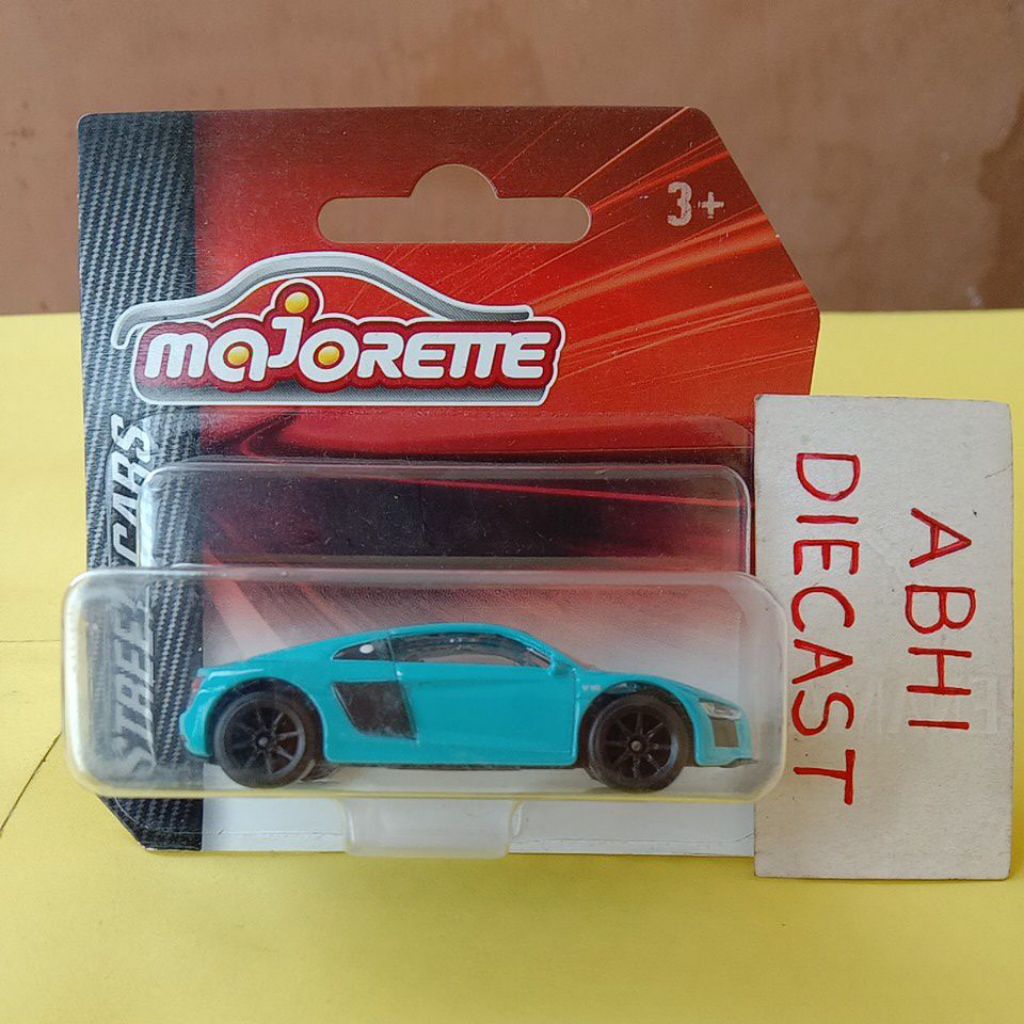 3+
majORETTE
STREET CARS
ABHI
DIECAST